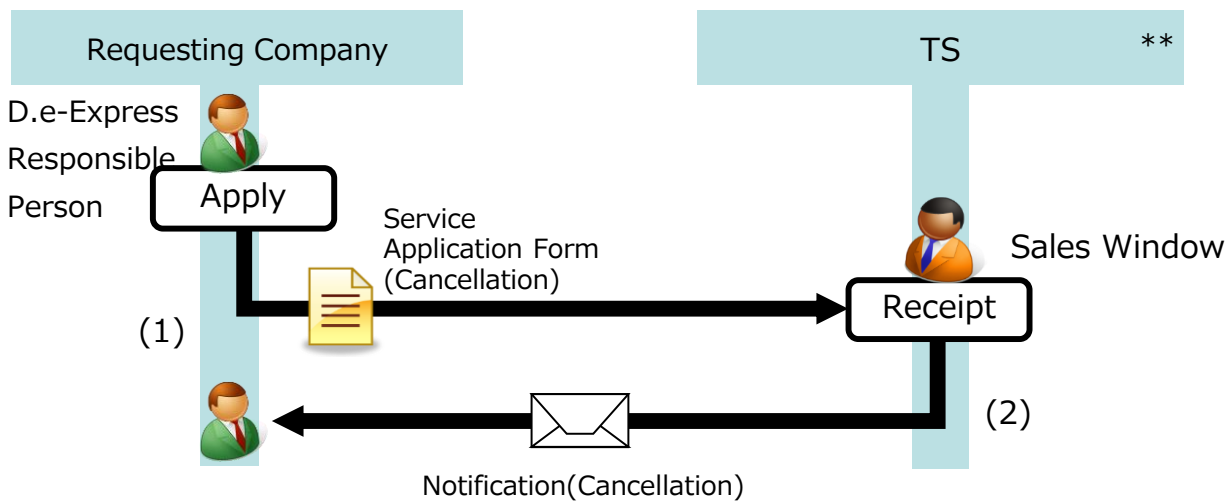 Requesting Company
TS
**
D.e-Express
Responsible
Person
Apply
Service
Application Form
(Cancellation)
Sales Window
Receipt
(1)
(2)
Notification(Cancellation)